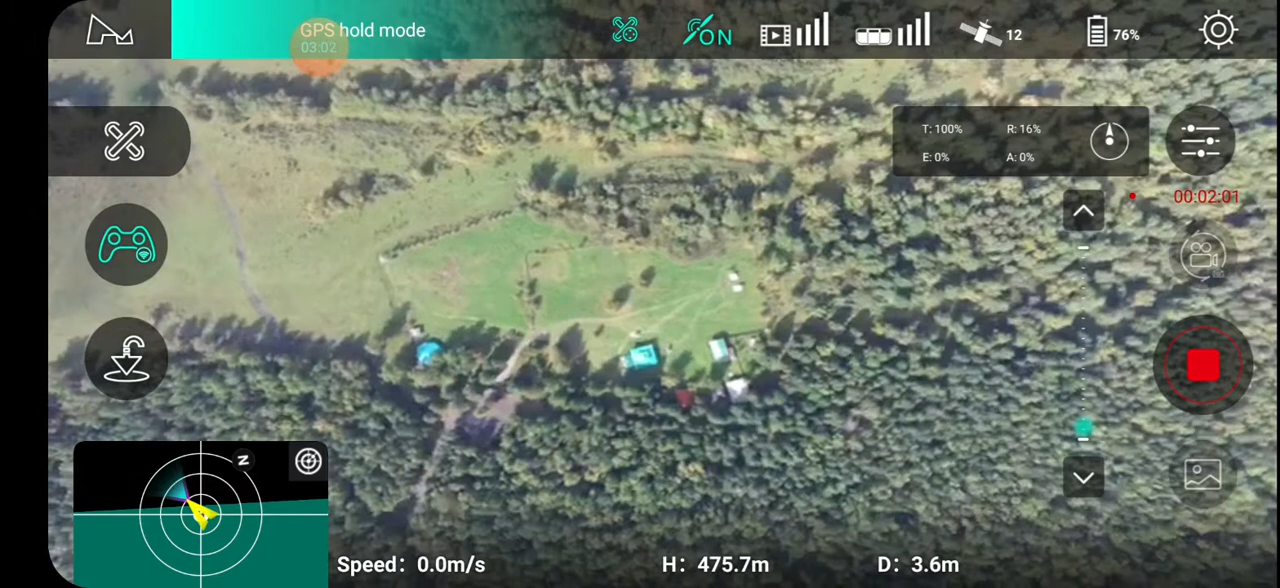 GPS hold mode
03:02
ON
12
76%
T: 100%
R: 16%
E: 0%
A: 0%
00:02:01
N
Speed: 0.0m/s
H: 475.7m
D: 3.6m